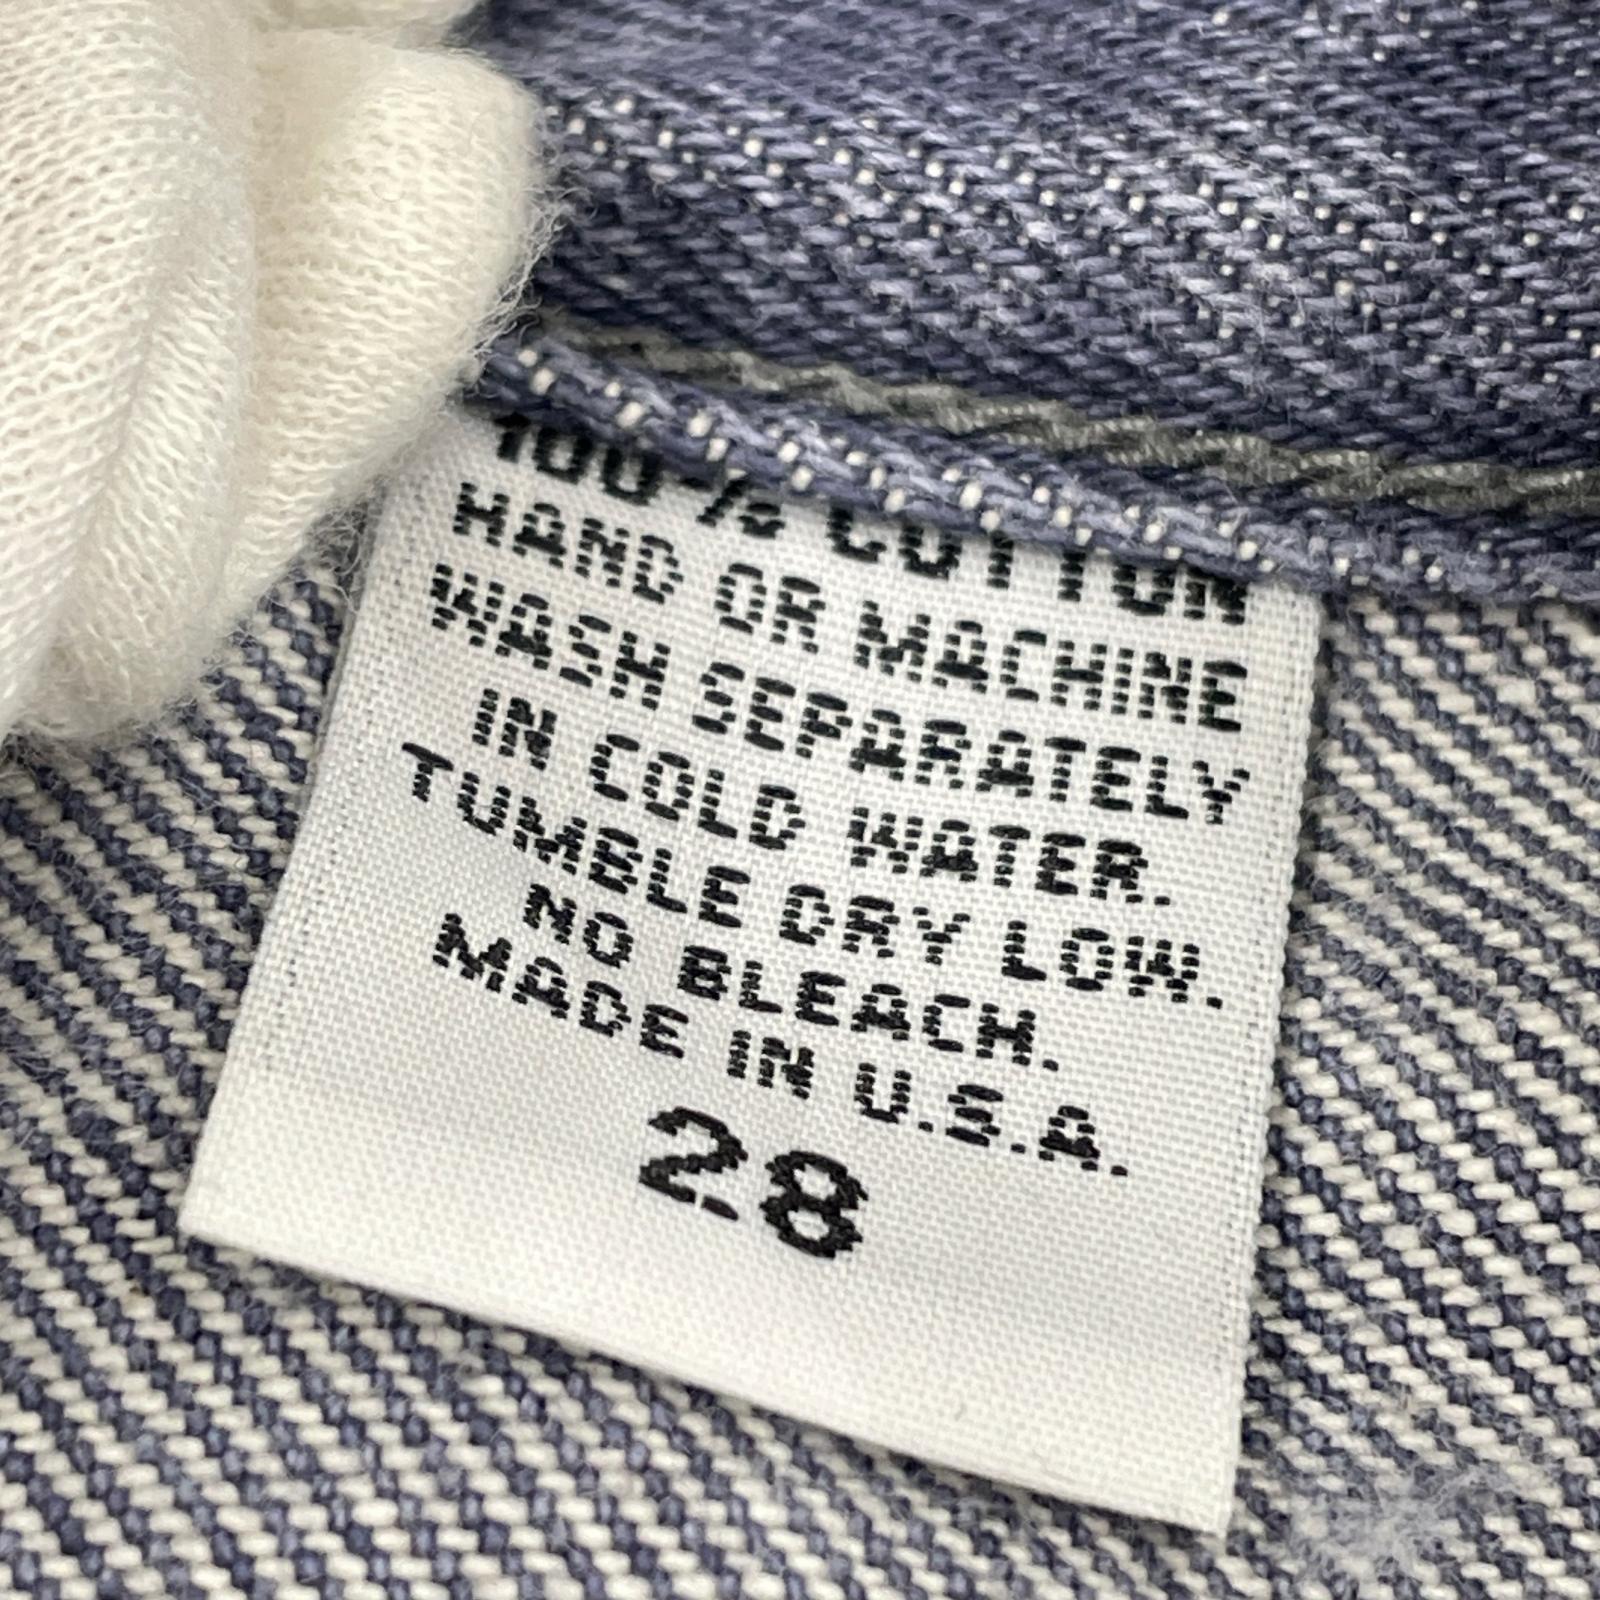 100% COTTON
HAND OR MACHINE
WASH SEPARATELY
IN COLD WATER.
TUMBLE DRY LOW.
NO BLEACH.
MADE IN U.S.A.
28